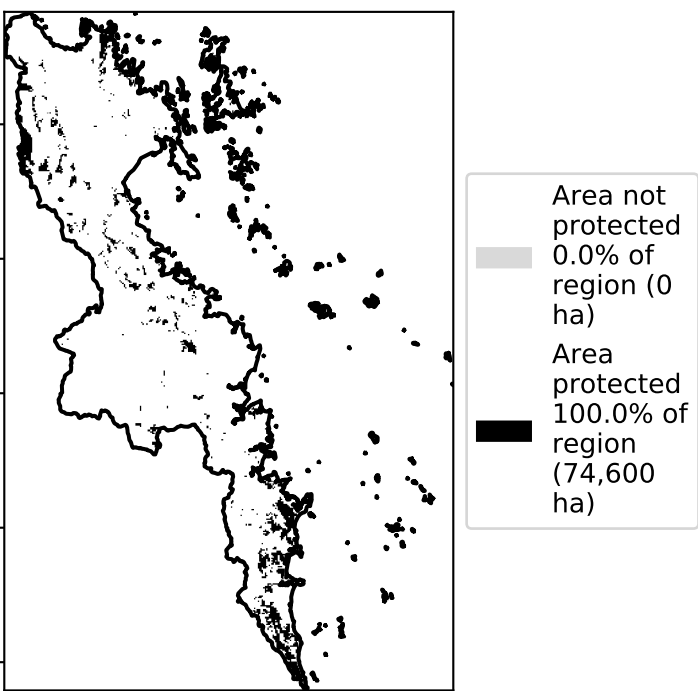 Area not
protected
0.0% of
region (0
ha)
Area
protected
100.0% of
region
(74,600
ha)